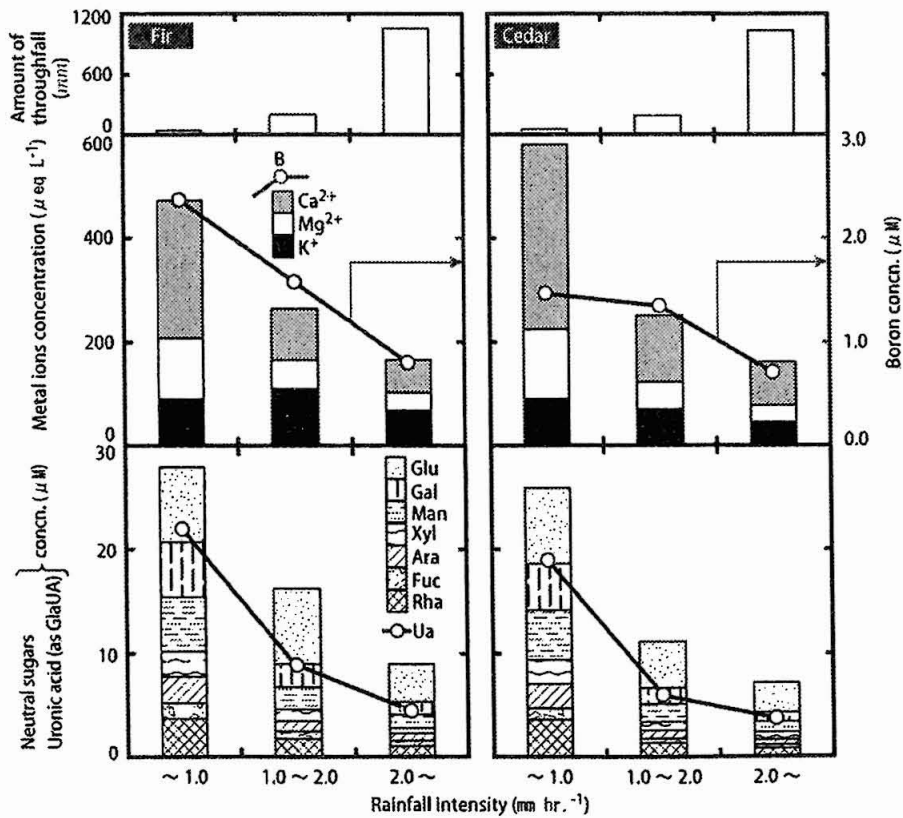 Amount of
throughfall
(mm)
1200
600
0
Fir
Cedar
Metal ions concentration (μeq L⁻¹)
600
400
200
0
B
Ca²⁺
Mg²⁺
K⁺
3.0
2.0
1.0
0.0
Boron concn. (μM)
Neutral sugars
Uronic acid (as GlaUA)
} concn. (μM)
30
20
10
0
Glu
Gal
Man
Xyl
Ara
Fuc
Rha
Ua
~ 1.0
1.0 ~ 2.0
2.0 ~
~ 1.0
1.0 ~ 2.0
2.0 ~
Rainfall Intensity (mm hr.⁻¹)